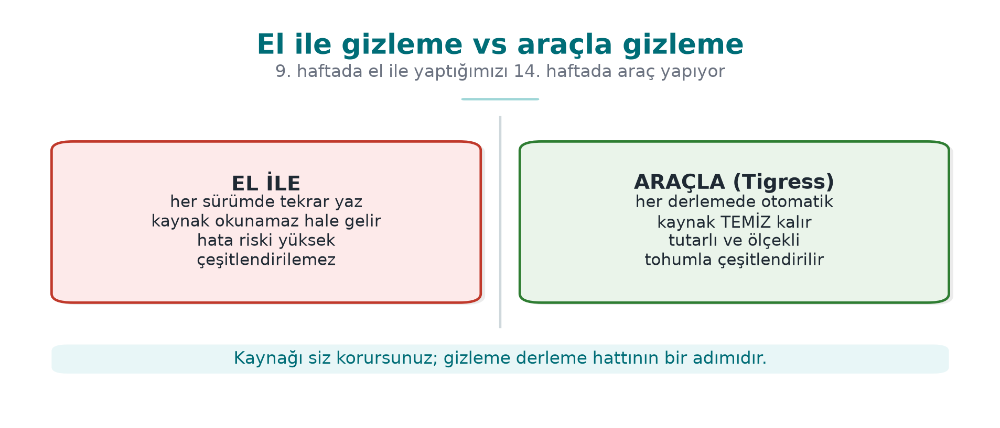 El ile gizleme vs araçla gizleme
9. haftada el ile yaptığımızı 14. haftada araç yapıyor
EL İLE
her sürümde tekrar yaz
kaynak okunamaz hale gelir
hata riski yüksek
çeşitlendirilemez
ARAÇLA (Tigress)
her derlemede otomatik
kaynak TEMİZ kalır
tutarlı ve ölçekli
tohumla çeşitlendirilir
Kaynağı siz korursunuz; gizleme derleme hattının bir adımıdır.